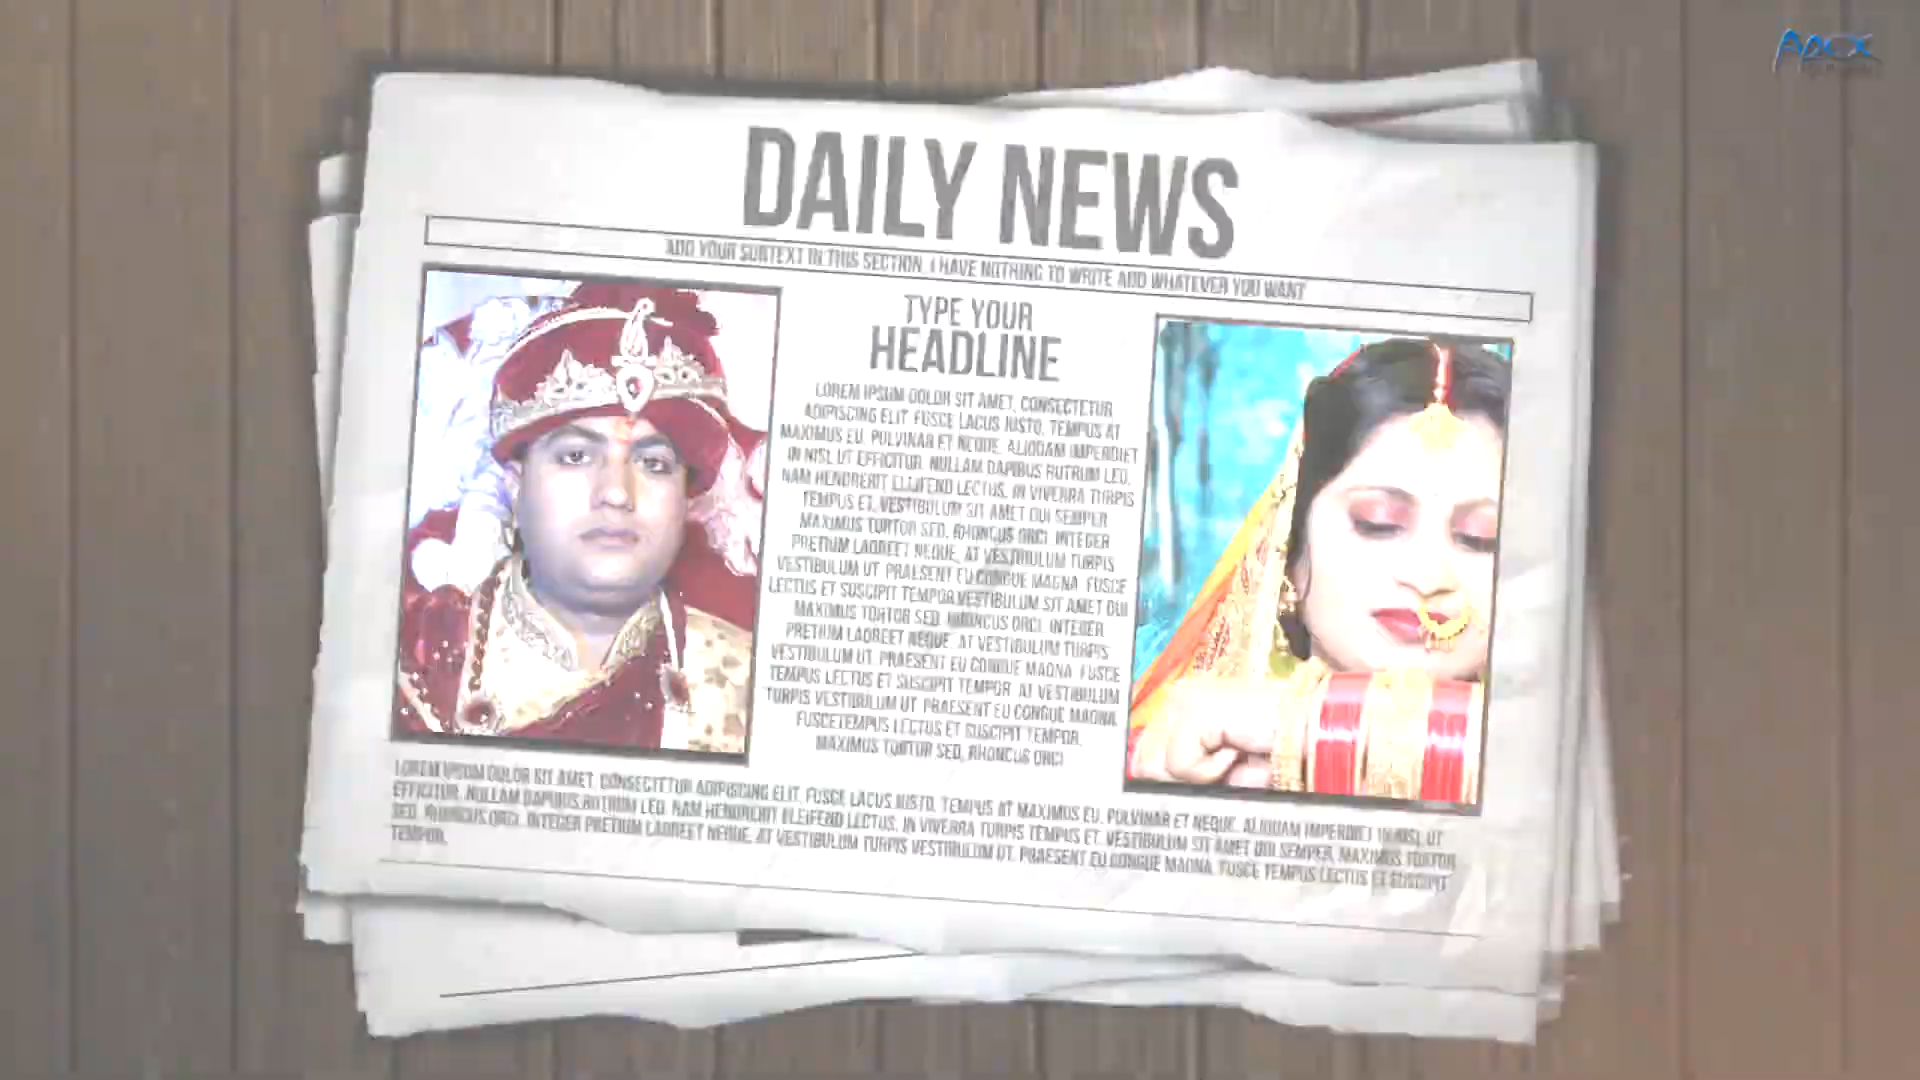 APEX
DAILY NEWS
ADD YOUR SUBTEXT IN THIS SECTION, I HAVE NOTHING TO WRITE ADD WHATEVER YOU WANT
TYPE YOUR
HEADLINE
LOREM IPSUM DOLOR SIT AMET, CONSECTETUR
ADIPISCING ELIT. FUSCE LACUS JUSTO, TEMPUS AT
MAXIMUS EU, PULVINAR ET NEQUE. ALIQUAM IMPERDIET
IN NISL UT EFFICITUR. NULLAM DAPIBUS RUTRUM LEO,
NAM HENDRERIT ELEIFEND LECTUS, IN VIVERRA TURPIS
TEMPUS ET. VESTIBULUM SIT AMET DUI SEMPER,
MAXIMUS TORTOR SED, RHONCUS ORCI. INTEGER
PRETIUM LAOREET NEQUE, AT VESTIBULUM TURPIS
VESTIBULUM UT. PRAESENT EU CONGUE MAGNA. FUSCE
LECTUS ET SUSCIPIT TEMPOR.VESTIBULUM SIT AMET DUI
MAXIMUS TORTOR SED, RHONCUS ORCI. INTEGER
PRETIUM LAOREET NEQUE, AT VESTIBULUM TURPIS
VESTIBULUM UT. PRAESENT EU CONGUE MAGNA. FUSCE
TEMPUS LECTUS ET SUSCIPIT TEMPOR. AT VESTIBULUM
TURPIS VESTIBULUM UT. PRAESENT EU CONGUE MAGNA.
FUSCETEMPUS LECTUS ET SUSCIPIT TEMPOR.
MAXIMUS TORTOR SED, RHONCUS ORCI
LOREM IPSUM DOLOR SIT AMET, CONSECTETUR ADIPISCING ELIT. FUSCE LACUS JUSTO, TEMPUS AT MAXIMUS EU, PULVINAR ET NEQUE. ALIQUAM IMPERDIET IN NISL UT
EFFICITUR. NULLAM DAPIBUS RUTRUM LEO, NAM HENDRERIT ELEIFEND LECTUS, IN VIVERRA TURPIS TEMPUS ET. VESTIBULUM SIT AMET DUI SEMPER, MAXIMUS TORTOR
SED, RHONCUS ORCI. INTEGER PRETIUM LAOREET NEQUE, AT VESTIBULUM TURPIS VESTIBULUM UT. PRAESENT EU CONGUE MAGNA. FUSCE TEMPUS LECTUS ET SUSCIPIT
TEMPOR.